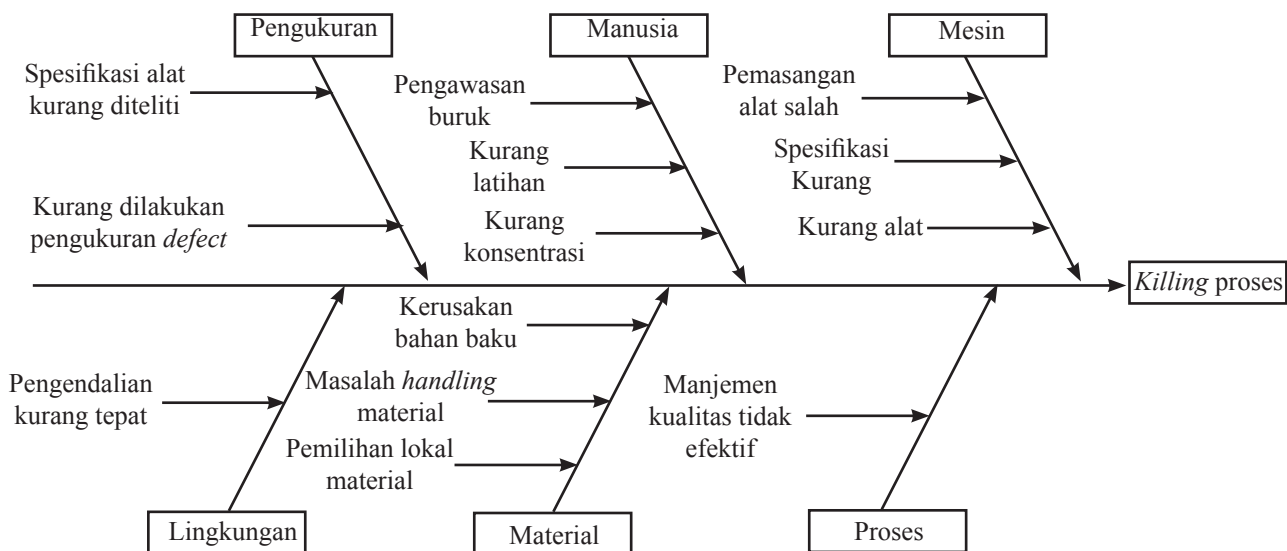 Pengukuran
Manusia
Mesin
Spesifikasi alat
kurang diteliti
Kurang dilakukan
pengukuran defect
Pengawasan
buruk
Kurang
latihan
Kurang
konsentrasi
Pemasangan
alat salah
Spesifikasi
Kurang
Kurang alat
Killing proses
Pengendalian
kurang tepat
Kerusakan
bahan baku
Masalah handling
material
Pemilihan lokal
material
Manjemen
kualitas tidak
efektif
Lingkungan
Material
Proses